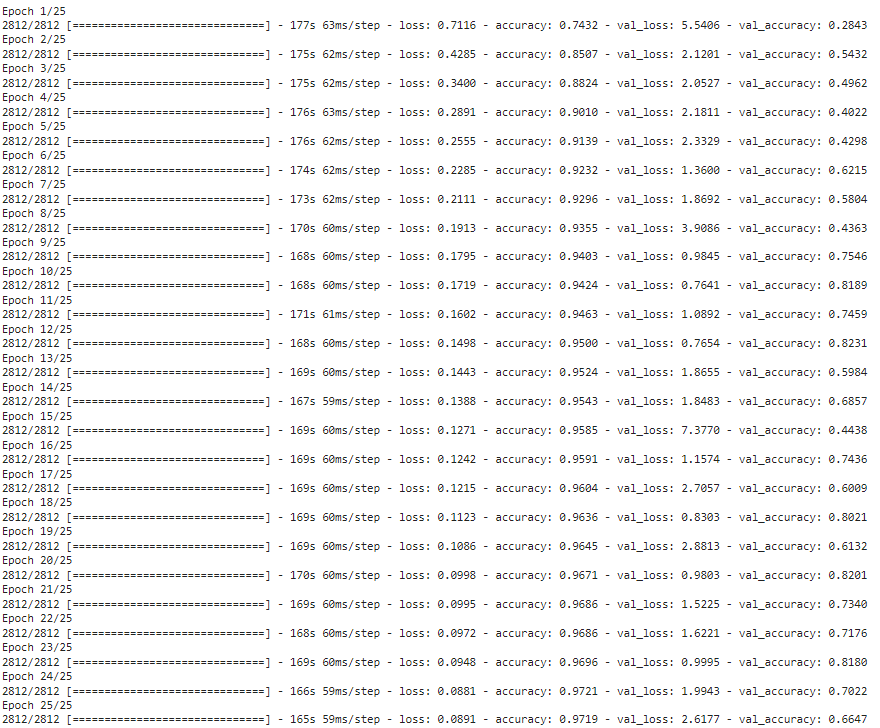 Epoch 1/25
2812/2812 [==============================] - 177s 63ms/step - loss: 0.7116 - accuracy: 0.7432 - val_loss: 5.5406 - val_accuracy: 0.2843
Epoch 2/25
2812/2812 [==============================] - 175s 62ms/step - loss: 0.4285 - accuracy: 0.8507 - val_loss: 2.1201 - val_accuracy: 0.5432
Epoch 3/25
2812/2812 [==============================] - 175s 62ms/step - loss: 0.3400 - accuracy: 0.8824 - val_loss: 2.0527 - val_accuracy: 0.4962
Epoch 4/25
2812/2812 [==============================] - 176s 63ms/step - loss: 0.2891 - accuracy: 0.9010 - val_loss: 2.1811 - val_accuracy: 0.4022
Epoch 5/25
2812/2812 [==============================] - 176s 62ms/step - loss: 0.2555 - accuracy: 0.9139 - val_loss: 2.3329 - val_accuracy: 0.4298
Epoch 6/25
2812/2812 [==============================] - 174s 62ms/step - loss: 0.2285 - accuracy: 0.9232 - val_loss: 1.3600 - val_accuracy: 0.6215
Epoch 7/25
2812/2812 [==============================] - 173s 62ms/step - loss: 0.2111 - accuracy: 0.9296 - val_loss: 1.8692 - val_accuracy: 0.5804
Epoch 8/25
2812/2812 [==============================] - 170s 60ms/step - loss: 0.1913 - accuracy: 0.9355 - val_loss: 3.9086 - val_accuracy: 0.4363
Epoch 9/25
2812/2812 [==============================] - 168s 60ms/step - loss: 0.1795 - accuracy: 0.9403 - val_loss: 0.9845 - val_accuracy: 0.7546
Epoch 10/25
2812/2812 [==============================] - 168s 60ms/step - loss: 0.1719 - accuracy: 0.9424 - val_loss: 0.7641 - val_accuracy: 0.8189
Epoch 11/25
2812/2812 [==============================] - 171s 61ms/step - loss: 0.1602 - accuracy: 0.9463 - val_loss: 1.0892 - val_accuracy: 0.7459
Epoch 12/25
2812/2812 [==============================] - 168s 60ms/step - loss: 0.1498 - accuracy: 0.9500 - val_loss: 0.7654 - val_accuracy: 0.8231
Epoch 13/25
2812/2812 [==============================] - 169s 60ms/step - loss: 0.1443 - accuracy: 0.9524 - val_loss: 1.8655 - val_accuracy: 0.5984
Epoch 14/25
2812/2812 [==============================] - 167s 59ms/step - loss: 0.1388 - accuracy: 0.9543 - val_loss: 1.8483 - val_accuracy: 0.6857
Epoch 15/25
2812/2812 [==============================] - 169s 60ms/step - loss: 0.1271 - accuracy: 0.9585 - val_loss: 7.3770 - val_accuracy: 0.4438
Epoch 16/25
2812/2812 [==============================] - 169s 60ms/step - loss: 0.1242 - accuracy: 0.9591 - val_loss: 1.1574 - val_accuracy: 0.7436
Epoch 17/25
2812/2812 [==============================] - 169s 60ms/step - loss: 0.1215 - accuracy: 0.9604 - val_loss: 2.7057 - val_accuracy: 0.6009
Epoch 18/25
2812/2812 [==============================] - 169s 60ms/step - loss: 0.1123 - accuracy: 0.9636 - val_loss: 0.8303 - val_accuracy: 0.8021
Epoch 19/25
2812/2812 [==============================] - 169s 60ms/step - loss: 0.1086 - accuracy: 0.9645 - val_loss: 2.8813 - val_accuracy: 0.6132
Epoch 20/25
2812/2812 [==============================] - 170s 60ms/step - loss: 0.0998 - accuracy: 0.9671 - val_loss: 0.9803 - val_accuracy: 0.8201
Epoch 21/25
2812/2812 [==============================] - 169s 60ms/step - loss: 0.0995 - accuracy: 0.9686 - val_loss: 1.5225 - val_accuracy: 0.7340
Epoch 22/25
2812/2812 [==============================] - 168s 60ms/step - loss: 0.0972 - accuracy: 0.9686 - val_loss: 1.6221 - val_accuracy: 0.7176
Epoch 23/25
2812/2812 [==============================] - 169s 60ms/step - loss: 0.0948 - accuracy: 0.9696 - val_loss: 0.9995 - val_accuracy: 0.8180
Epoch 24/25
2812/2812 [==============================] - 166s 59ms/step - loss: 0.0881 - accuracy: 0.9721 - val_loss: 1.9943 - val_accuracy: 0.7022
Epoch 25/25
2812/2812 [==============================] - 165s 59ms/step - loss: 0.0891 - accuracy: 0.9719 - val_loss: 2.6177 - val_accuracy: 0.6647